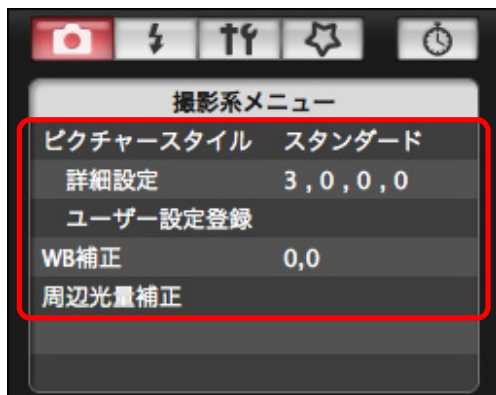 撮影系メニュー
ピクチャースタイル スタンダード
詳細設定 3,0,0,0
ユーザー設定登録
WB補正 0,0
周辺光量補正